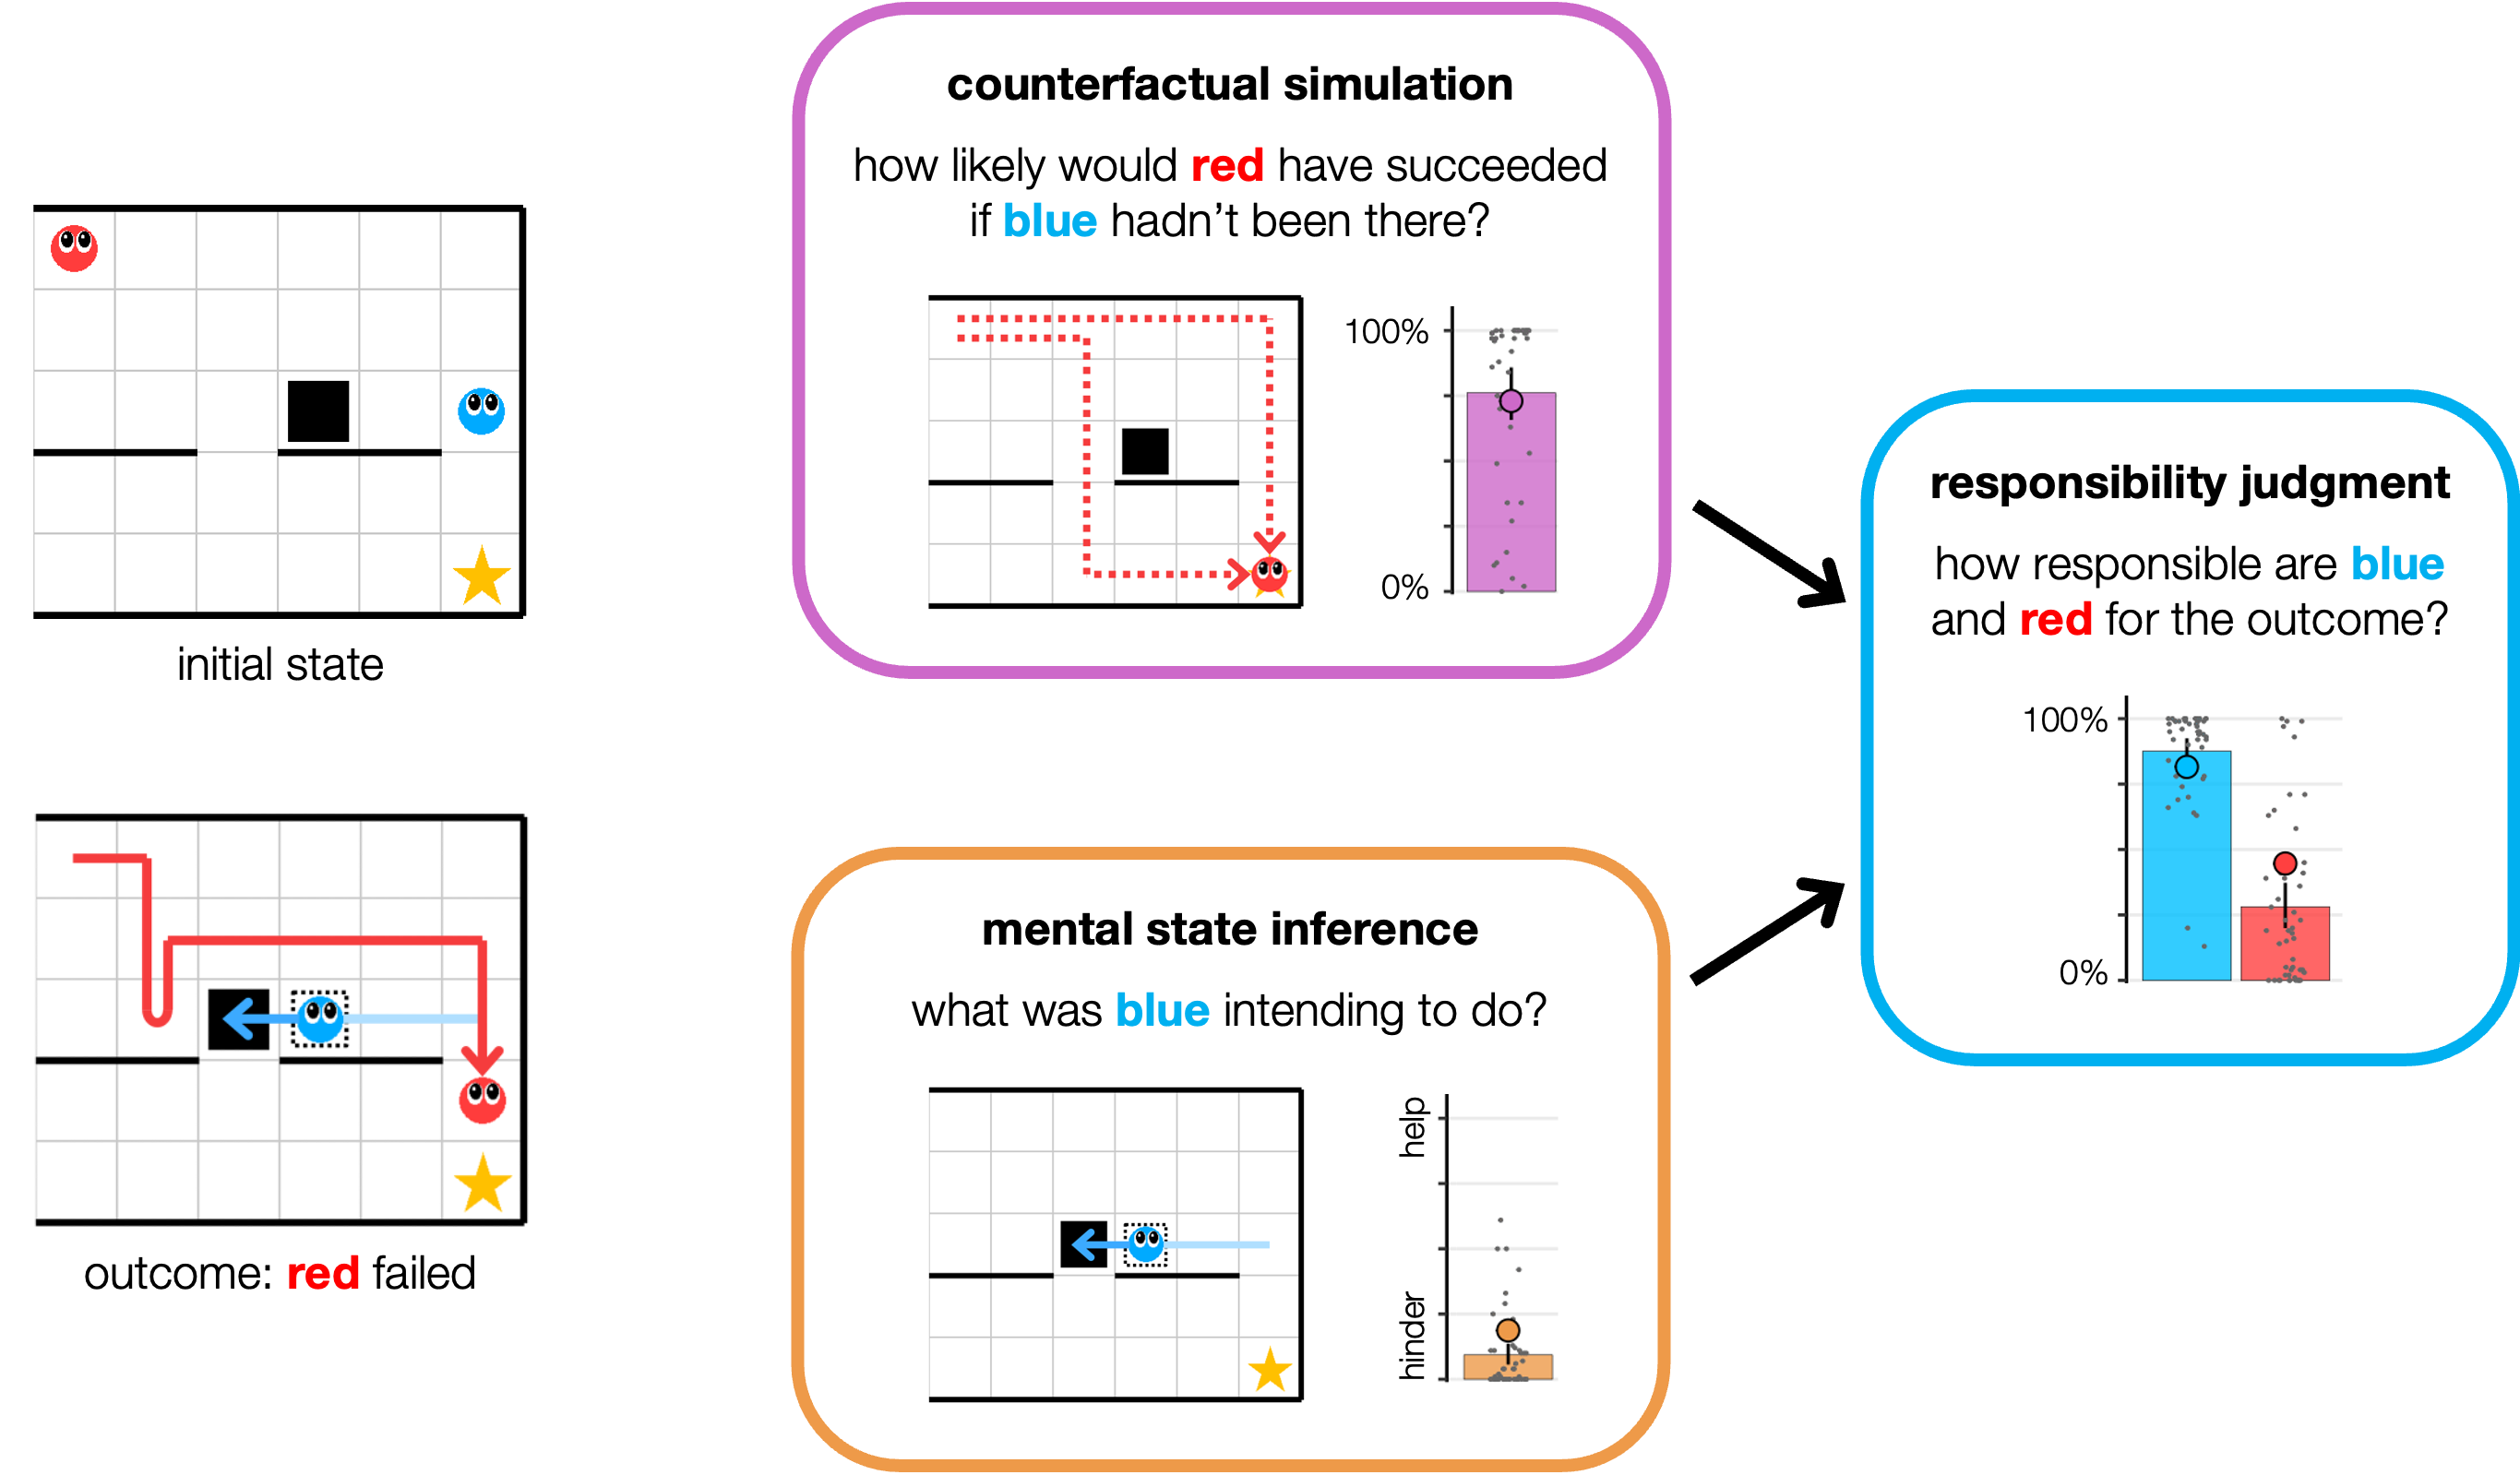 initial state
outcome: red failed
counterfactual simulation
how likely would red have succeeded
if blue hadn’t been there?
100%
0%
mental state inference
what was blue intending to do?
help
hinder
responsibility judgment
how responsible are blue
and red for the outcome?
100%
0%